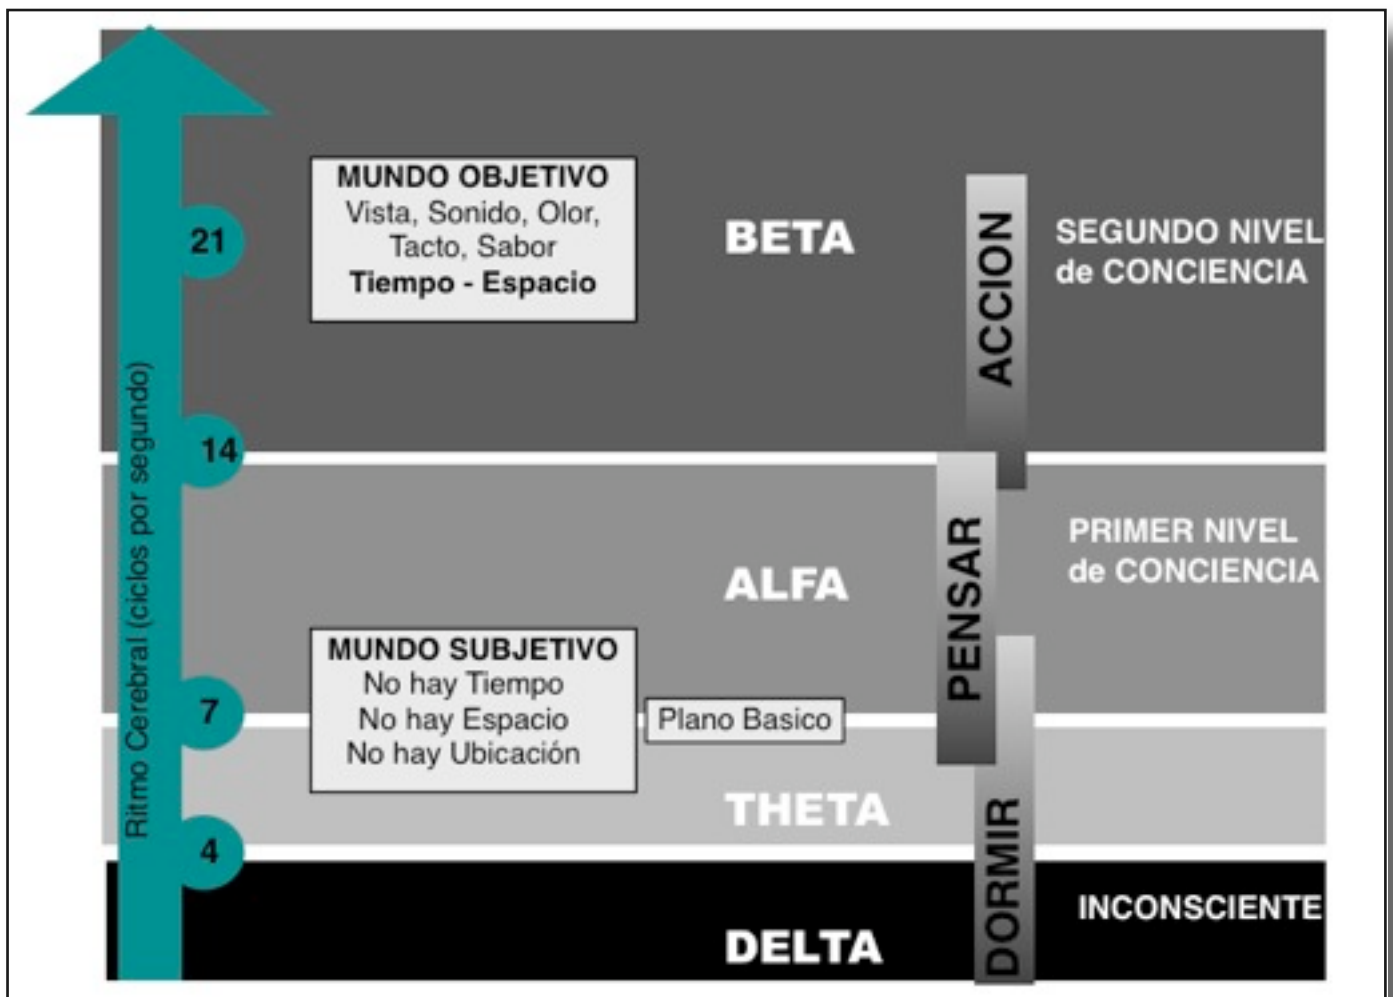 MUNDO OBJETIVO
Vista, Sonido, Olor,
Tacto, Sabor
Tiempo - Espacio
21
BETA
ACCION
SEGUNDO NIVEL
de CONCIENCIA
Ritmo Cerebral (ciclos por segundo)
14
ALFA
PENSAR
PRIMER NIVEL
de CONCIENCIA
MUNDO SUBJETIVO
No hay Tiempo
No hay Espacio
No hay Ubicación
7
Plano Basico
THETA
4
DORMIR
DELTA
INCONSCIENTE